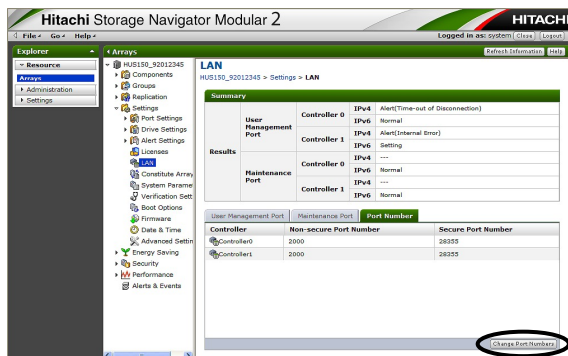 Hitachi Storage Navigator Modular 2
HITACHI
File Go Help
Logged in as: system Close Logout
Explorer
Arrays
Refresh Information Help
Resource
Arrays
Administration
Settings
HUS150_92012345
Components
Groups
Replication
Settings
Port Settings
Drive Settings
Alert Settings
Licenses
LAN
Constitute Array
System Parame
Verification Sett
Boot Options
Firmware
Date & Time
Advanced Settin
Energy Saving
Security
Performance
Alerts & Events
LAN
HUS150_92012345 > Settings > LAN
Summary
Results
User Management Port
Controller 0
IPv4 Alert(Time-out of Disconnection)
IPv6 Normal
Controller 1
IPv4 Alert(Internal Error)
IPv6 Setting
Maintenance Port
Controller 0
IPv4 ---
IPv6 Normal
Controller 1
IPv4 ---
IPv6 Normal
User Management Port Maintenance Port Port Number
Controller Non-secure Port Number Secure Port Number
Controller0 2000 28355
Controller1 2000 28355
Change Port Numbers